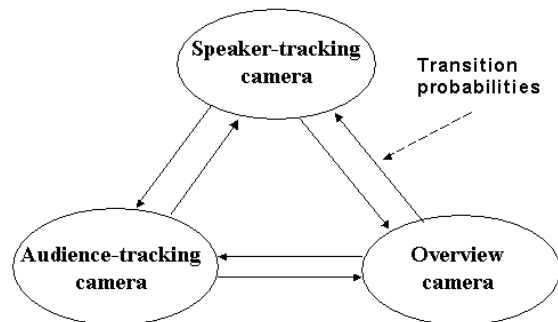 Speaker-tracking
camera
Transition
probabilities
Audience-tracking
camera
Overview
camera